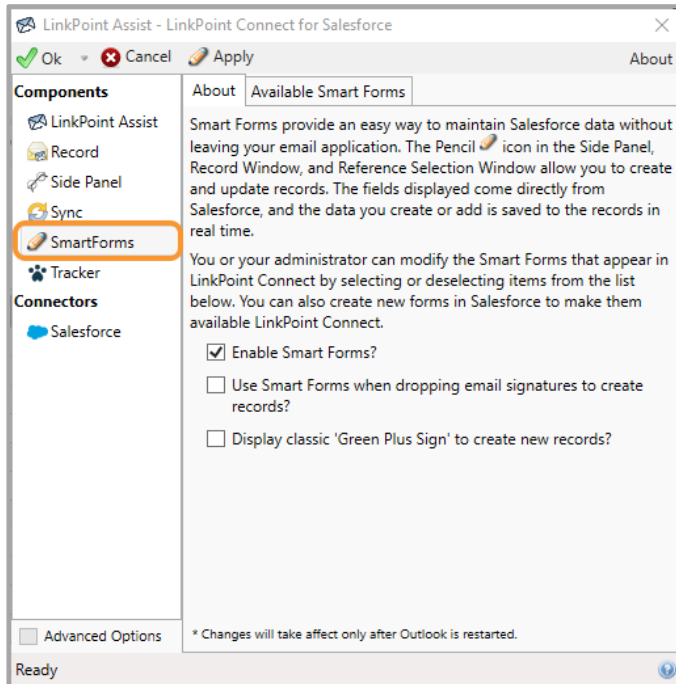 LinkPoint Assist - LinkPoint Connect for Salesforce
Ok Cancel Apply About
Components
LinkPoint Assist
Record
Side Panel
Sync
SmartForms
Tracker
Connectors
Salesforce
About Available Smart Forms
Smart Forms provide an easy way to maintain Salesforce data without
leaving your email application. The Pencil icon in the Side Panel,
Record Window, and Reference Selection Window allow you to create
and update records. The fields displayed come directly from
Salesforce, and the data you create or add is saved to the records in
real time.
You or your administrator can modify the Smart Forms that appear in
LinkPoint Connect by selecting or deselecting items from the list
below. You can also create new forms in Salesforce to make them
available LinkPoint Connect.
Enable Smart Forms?
Use Smart Forms when dropping email signatures to create
records?
Display classic 'Green Plus Sign' to create new records?
Advanced Options
* Changes will take affect only after Outlook is restarted.
Ready